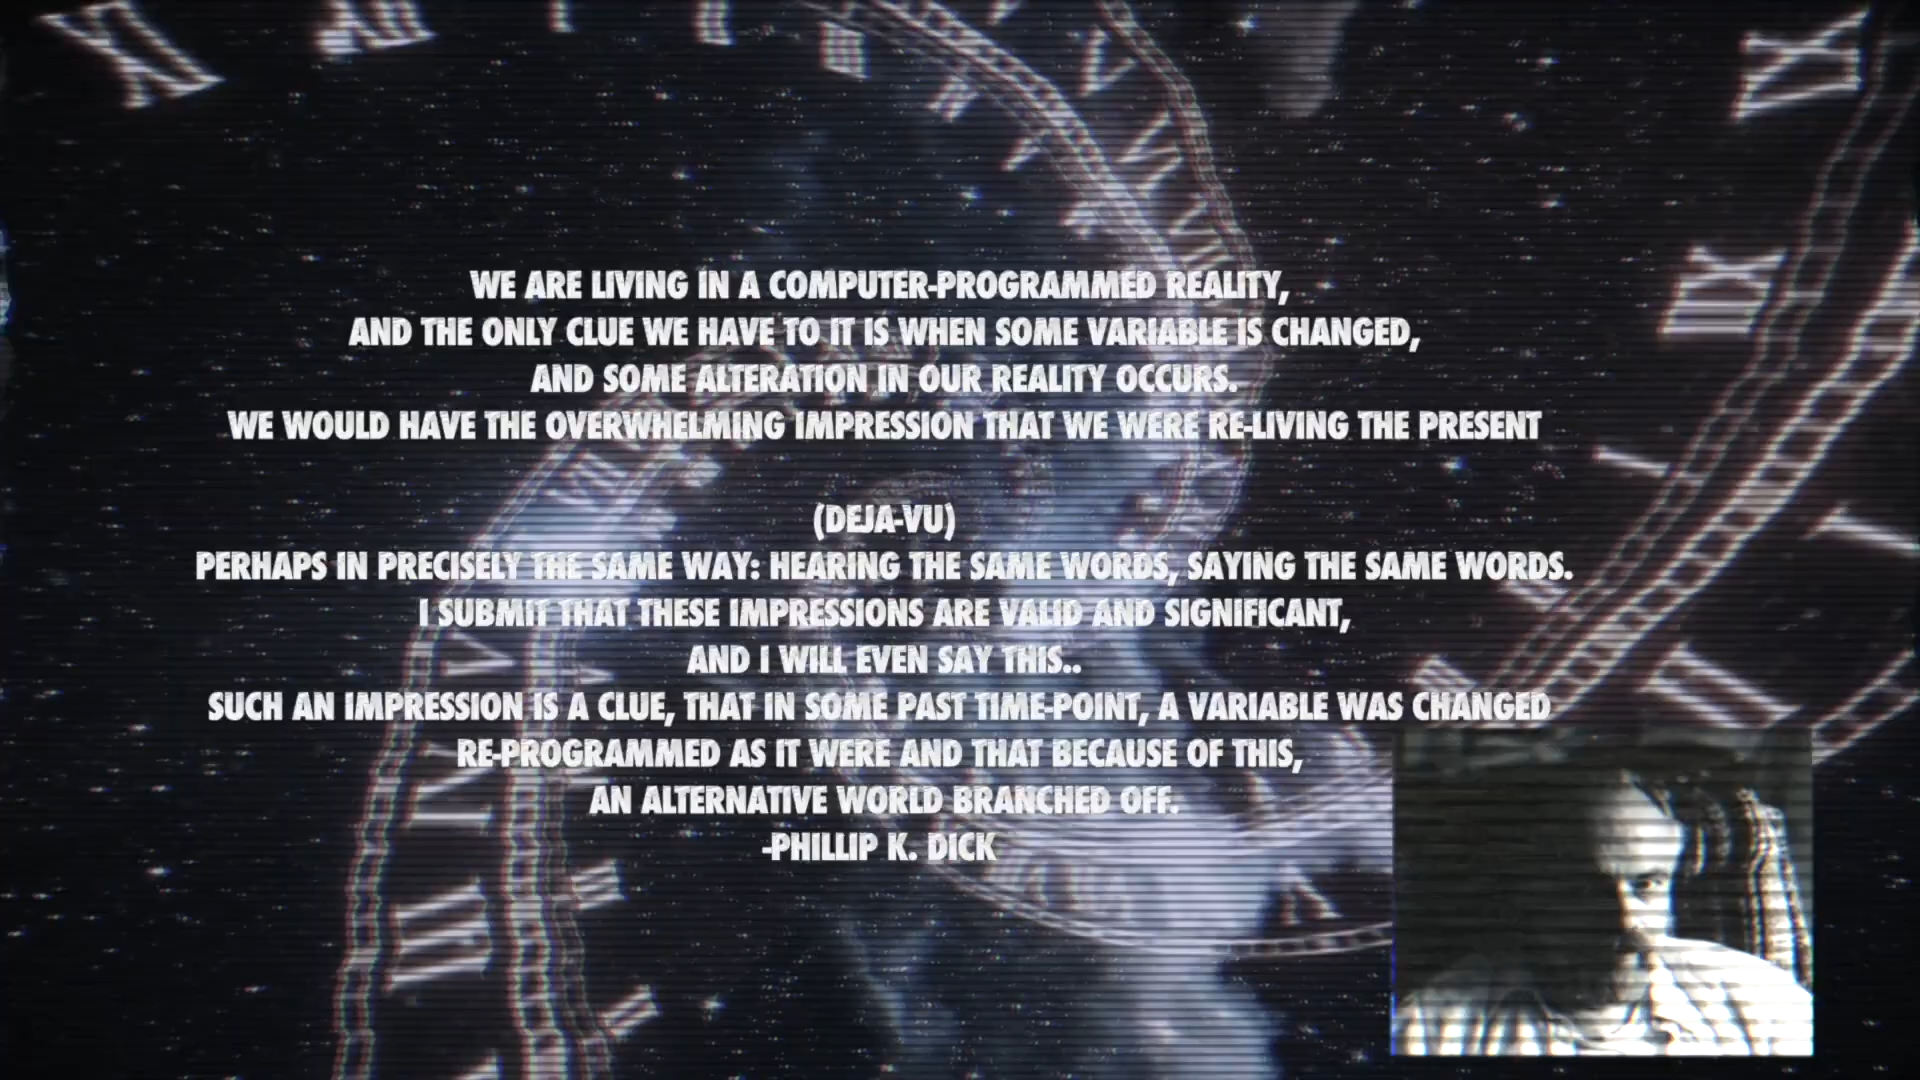 WE ARE LIVING IN A COMPUTER-PROGRAMMED REALITY,
AND THE ONLY CLUE WE HAVE TO IT IS WHEN SOME VARIABLE IS CHANGED,
AND SOME ALTERATION IN OUR REALITY OCCURS.
WE WOULD HAVE THE OVERWHELMING IMPRESSION THAT WE WERE RE-LIVING THE PRESENT
(DEJA-VU)
PERHAPS IN PRECISELY THE SAME WAY: HEARING THE SAME WORDS, SAYING THE SAME WORDS.
I SUBMIT THAT THESE IMPRESSIONS ARE VALID AND SIGNIFICANT,
AND I WILL EVEN SAY THIS..
SUCH AN IMPRESSION IS A CLUE, THAT IN SOME PAST TIME-POINT, A VARIABLE WAS CHANGED
RE-PROGRAMMED AS IT WERE AND THAT BECAUSE OF THIS,
AN ALTERNATIVE WORLD BRANCHED OFF.
-PHILLIP K. DICK